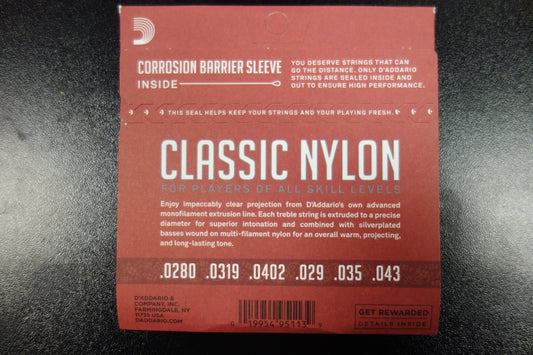 CORROSION BARRIER SLEEVE
INSIDE
YOU DESERVE STRINGS THAT CAN
GO THE DISTANCE. ONLY D'ADDARIO
STRINGS ARE SEALED INSIDE AND
OUT TO ENSURE HIGH PERFORMANCE.
THIS SEAL HELPS KEEP YOUR STRINGS AND YOUR PLAYING FRESH.
CLASSIC NYLON
FOR PLAYERS OF ALL SKILL LEVELS
Enjoy impeccably clear projection from D'Addario's own advanced
monofilament extrusion line. Each treble string is extruded to a precise
diameter for superior intonation and combined with silverplated
basses wound on multi-filament nylon for an overall warm, projecting,
and long-lasting tone.
.0280 .0319 .0402 .029 .035 .043
D'ADDARIO &
COMPANY, INC.
FARMINGDALE, NY
11735 USA
DADDARIO.COM
0 19954 95113 9
GET REWARDED
DETAILS INSIDE